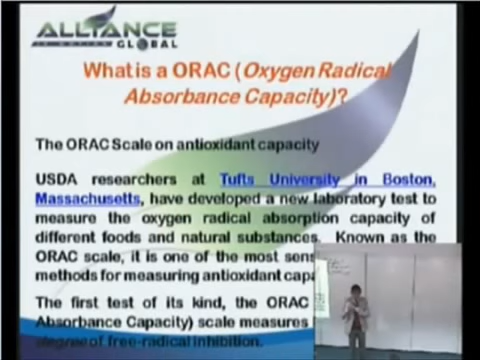 ALLIANCE
IN MOTION
GLOBAL
What is a ORAC (Oxygen Radical
Absorbance Capacity)?
The ORAC Scale on antioxidant capacity
USDA researchers at Tufts University in Boston,
Massachusetts, have developed a new laboratory test to
measure the oxygen radical absorption capacity of
different foods and natural substances. Known as the
ORAC scale, it is one of the most sens
methods for measuring antioxidant capa
The first test of its kind, the ORAC
Absorbance Capacity) scale measures
degree of free-radical inhibition.